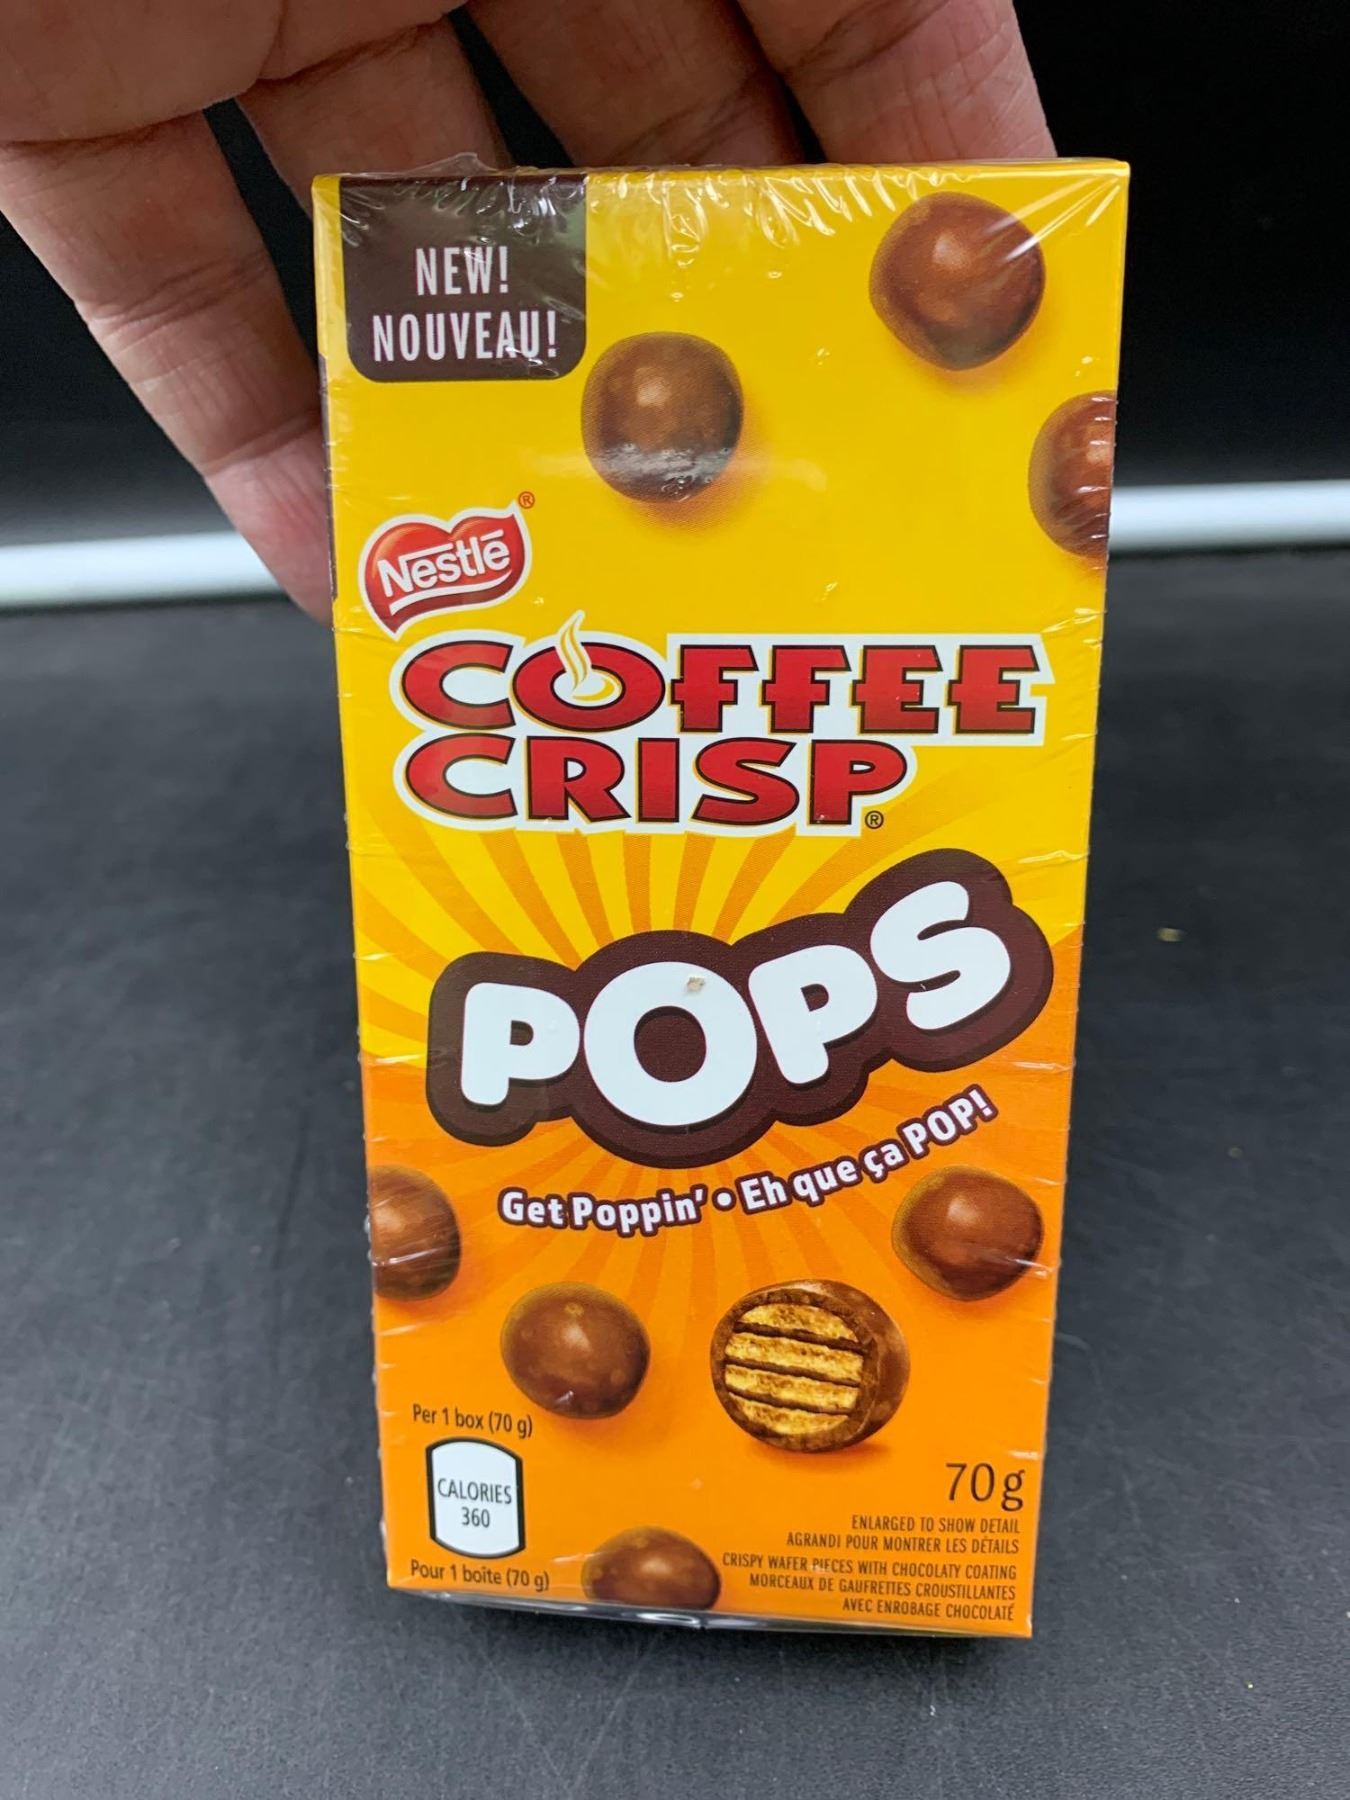 NEW!
NOUVEAU!
Nestlé®
COFFEE
CRISP®
POPS
Get Poppin' • Eh que ça POP!
Per 1 box (70 g)
CALORIES
360
Pour 1 boîte (70 g)
70 g
ENLARGED TO SHOW DETAIL
AGRANDI POUR MONTRER LES DÉTAILS
CRISPY WAFER PIECES WITH CHOCOLATY COATING
MORCEAUX DE GAUFRETTES CROUSTILLANTES
AVEC ENROBAGE CHOCOLATÉ